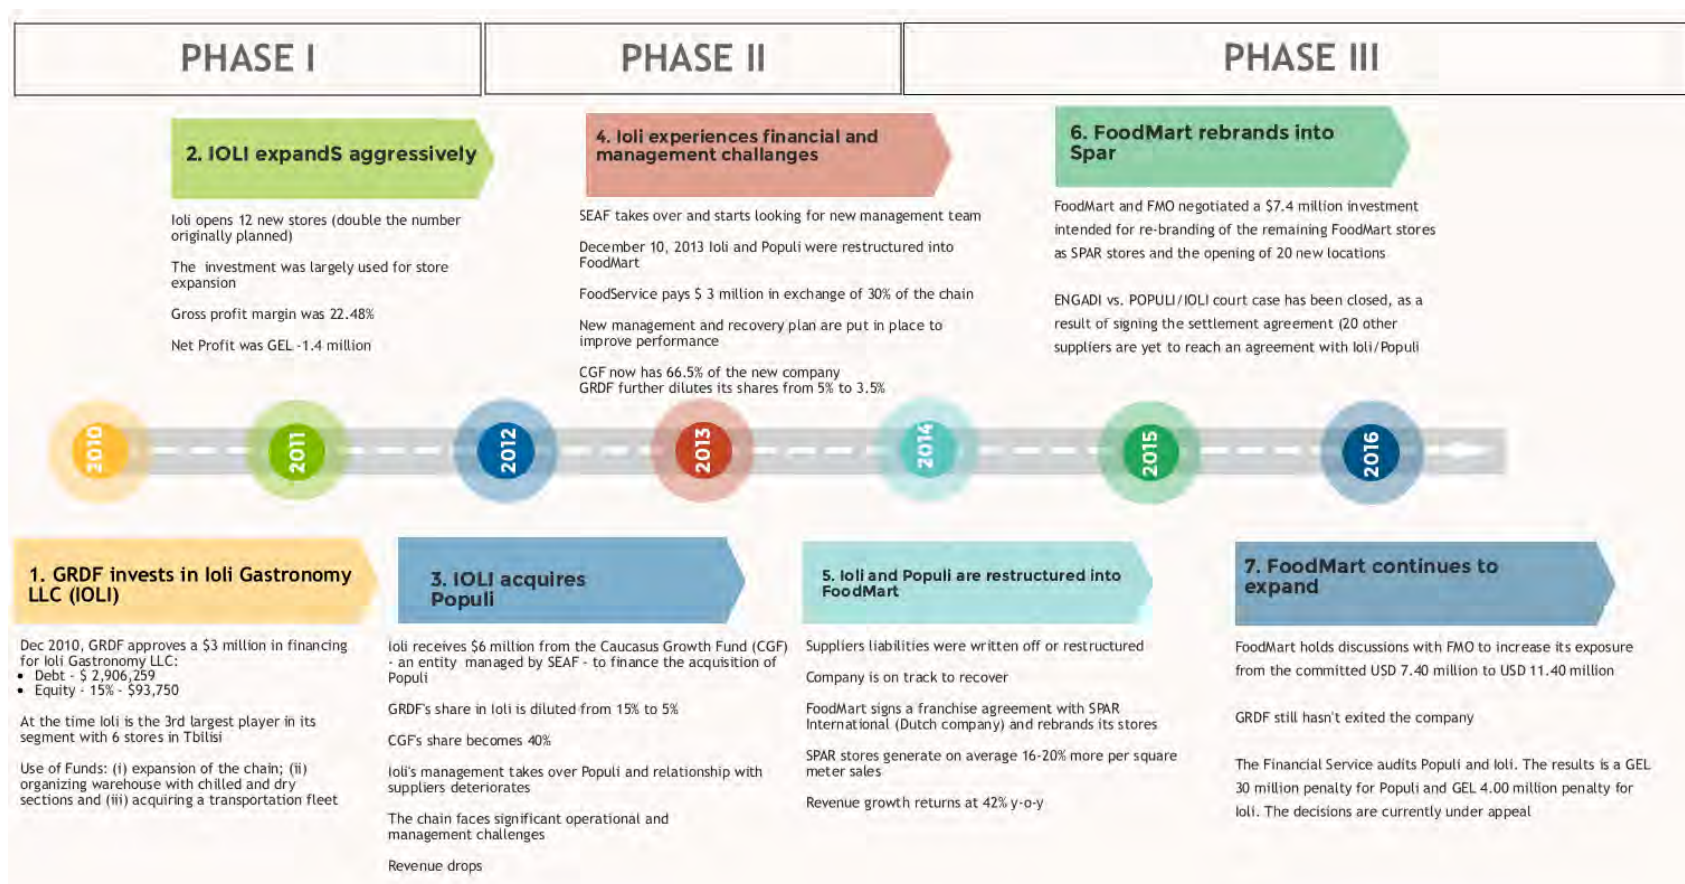 PHASE I
PHASE II
PHASE III
2. IOLI expandS aggressively
Ioli opens 12 new stores (double the number
originally planned)
The investment was largely used for store
expansion
Gross profit margin was 22.48%
Net Profit was GEL -1.4 million
4. Ioli experiences financial and
management challanges
SEAF takes over and starts looking for new management team
December 10, 2013 Ioli and Populi were restructured into
FoodMart
FoodService pays $ 3 million in exchange of 30% of the chain
New management and recovery plan are put in place to
improve performance
CGF now has 66.5% of the new company
GRDF further dilutes its shares from 5% to 3.5%
6. FoodMart rebrands into
Spar
FoodMart and FMO negotiated a $7.4 million investment
intended for re-branding of the remaining FoodMart stores
as SPAR stores and the opening of 20 new locations
ENGADI vs. POPULI/IOLI court case has been closed, as a
result of signing the settlement agreement (20 other
suppliers are yet to reach an agreement with Ioli/Populi
2010
2011
2012
2013
2014
2015
2016
1. GRDF invests in Ioli Gastronomy
LLC (IOLI)
Dec 2010, GRDF approves a $3 million in financing
for Ioli Gastronomy LLC:
• Debt - $ 2,906,259
• Equity - 15% - $93,750
At the time Ioli is the 3rd largest player in its
segment with 6 stores in Tbilisi
Use of Funds: (i) expansion of the chain; (ii)
organizing warehouse with chilled and dry
sections and (iii) acquiring a transportation fleet
3. IOLI acquires
Populi
Ioli receives $6 million from the Caucasus Growth Fund (CGF)
- an entity managed by SEAF - to finance the acquisition of
Populi
GRDF's share in Ioli is diluted from 15% to 5%
CGF's share becomes 40%
Ioli's management takes over Populi and relationship with
suppliers deteriorates
The chain faces significant operational and
management challenges
Revenue drops
5. Ioli and Populi are restructured into
FoodMart
Suppliers liabilities were written off or restructured
Company is on track to recover
FoodMart signs a franchise agreement with SPAR
International (Dutch company) and rebrands its stores
SPAR stores generate on average 16-20% more per square
meter sales
Revenue growth returns at 42% y-o-y
7. FoodMart continues to
expand
FoodMart holds discussions with FMO to increase its exposure
from the committed USD 7.40 million to USD 11.40 million
GRDF still hasn't exited the company
The Financial Service audits Populi and Ioli. The results is a GEL
30 million penalty for Populi and GEL 4.00 million penalty for
Ioli. The decisions are currently under appeal